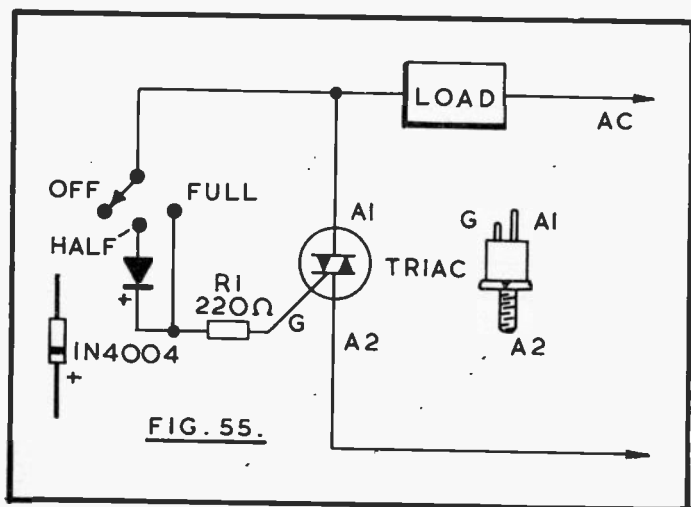 LOAD
AC
OFF
FULL
HALF
A1
G
A1
TRIAC
R1
220Ω
G
+
A2
A2
1N4004
+
FIG. 55.